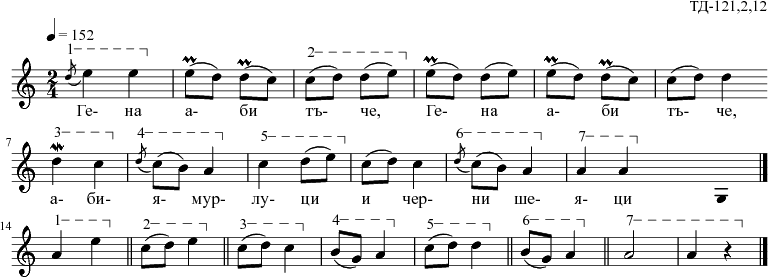 ТД-121,2,12
♩ = 152
1 2
Ге- на а- би тъ- че, Ге- на а- би тъ- че,
7 3 4 5 6 7
а- би- я- мур- лу- ци и чер- ни ше- я- ци
14 1 2 3 4 5 6 7